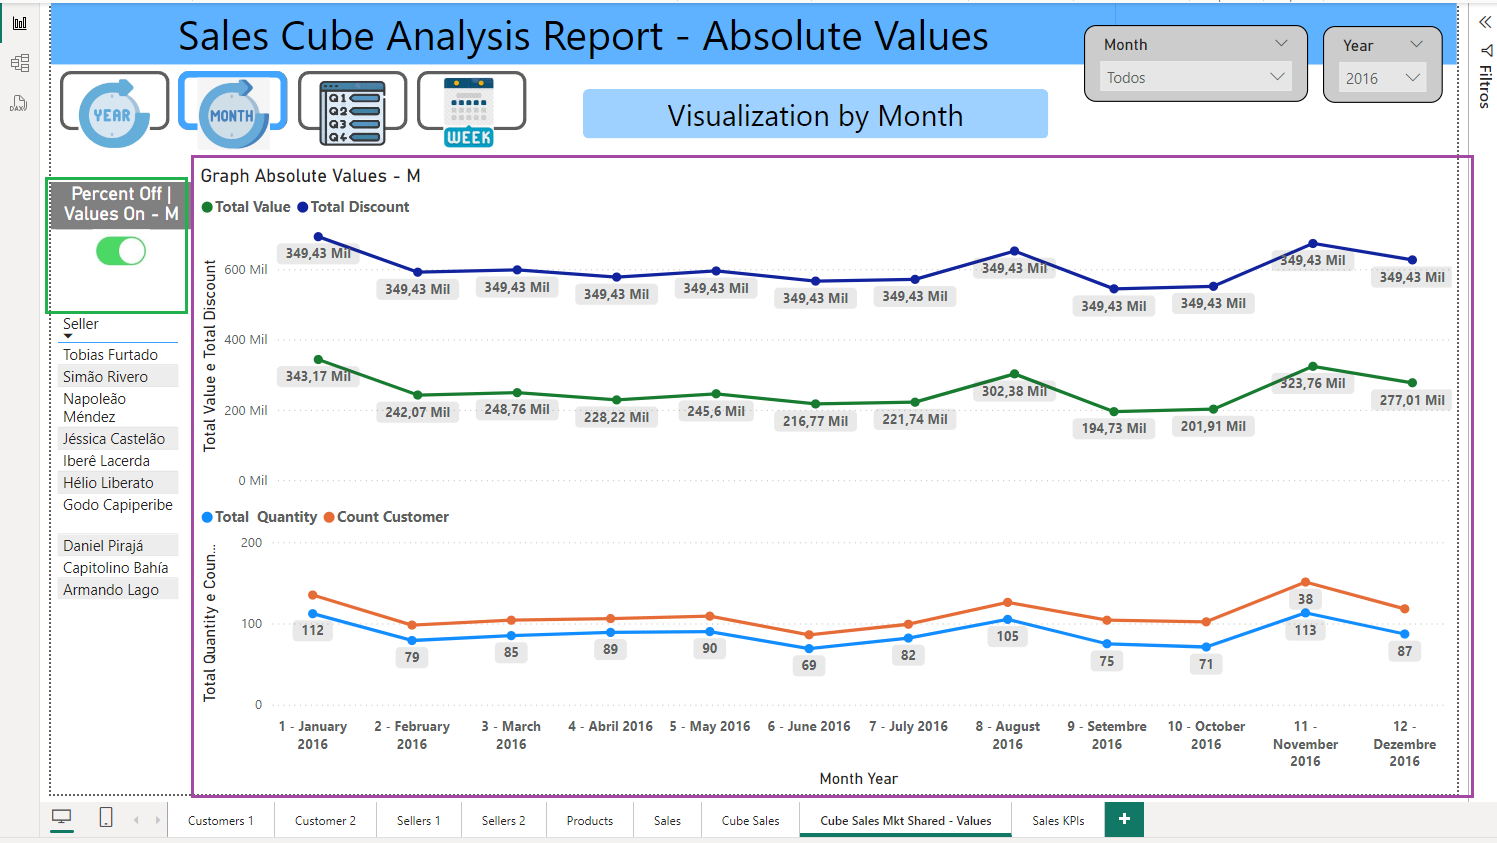 Sales Cube Analysis Report - Absolute Values
Month
Todos
Year
2016
Filtros
DAX
YEAR
MONTH
Q1
Q2
Q3
Q4
WEEK
Visualization by Month
Percent Off |
Values On - M
Seller
Tobias Furtado
Simão Rivero
Napoleão
Méndez
Jéssica Castelão
Iberê Lacerda
Hélio Liberato
Godo Capiperibe
Daniel Pirajá
Capitolino Bahía
Armando Lago
Graph Absolute Values - M
Total Value Total Discount
Total Value e Total Discount
600 Mil
400 Mil
200 Mil
0 Mil
349,43 Mil
349,43 Mil
349,43 Mil
349,43 Mil
349,43 Mil
349,43 Mil
349,43 Mil
349,43 Mil
349,43 Mil
349,43 Mil
349,43 Mil
349,43 Mil
343,17 Mil
242,07 Mil
248,76 Mil
228,22 Mil
245,6 Mil
216,77 Mil
221,74 Mil
302,38 Mil
194,73 Mil
201,91 Mil
323,76 Mil
277,01 Mil
Total Quantity Count Customer
Total Quantity e Coun...
200
100
0
38
112
79
85
89
90
69
82
105
75
71
113
87
1 - January
2016
2 - February
2016
3 - March
2016
4 - Abril 2016
5 - May 2016
6 - June 2016
7 - July 2016
8 - August
2016
9 - Setembre
2016
10 - October
2016
11 -
November
2016
12 -
Dezembre
2016
Month Year
Customers 1
Customer 2
Sellers 1
Sellers 2
Products
Sales
Cube Sales
Cube Sales Mkt Shared - Values
Sales KPIs
+